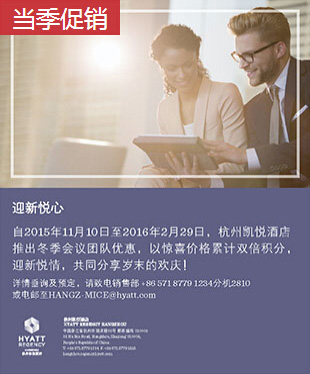 当季促销
迎新悦心
自2015年11月10日至2016年2月29日，杭州凯悦酒店
推出冬季会议团队优惠，以惊喜价格累计双倍积分，
迎新悦情，共同分享岁末的欢庆！
详情咨询及预定，请致电销售部+86 571 8779 1234分机2810
或电邮至HANGZ-MICE@hyatt.com
杭州凯悦酒店
HYATT REGENCY HANGZHOU
HYATT
REGENCY